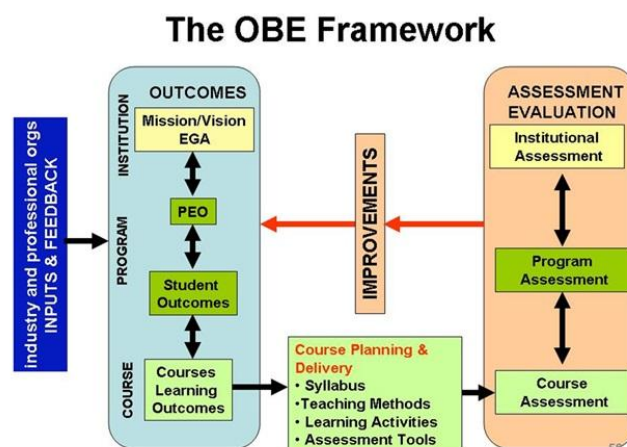 The OBE Framework
industry and professional orgs
INPUTS & FEEDBACK
INSTITUTION
PROGRAM
COURSE
OUTCOMES
Mission/Vision
EGA
PEO
Student
Outcomes
Courses
Learning
Outcomes
IMPROVEMENTS
Course Planning &
Delivery
• Syllabus
•Teaching Methods
• Learning Activities
• Assessment Tools
ASSESSMENT
EVALUATION
Institutional
Assessment
Program
Assessment
Course
Assessment